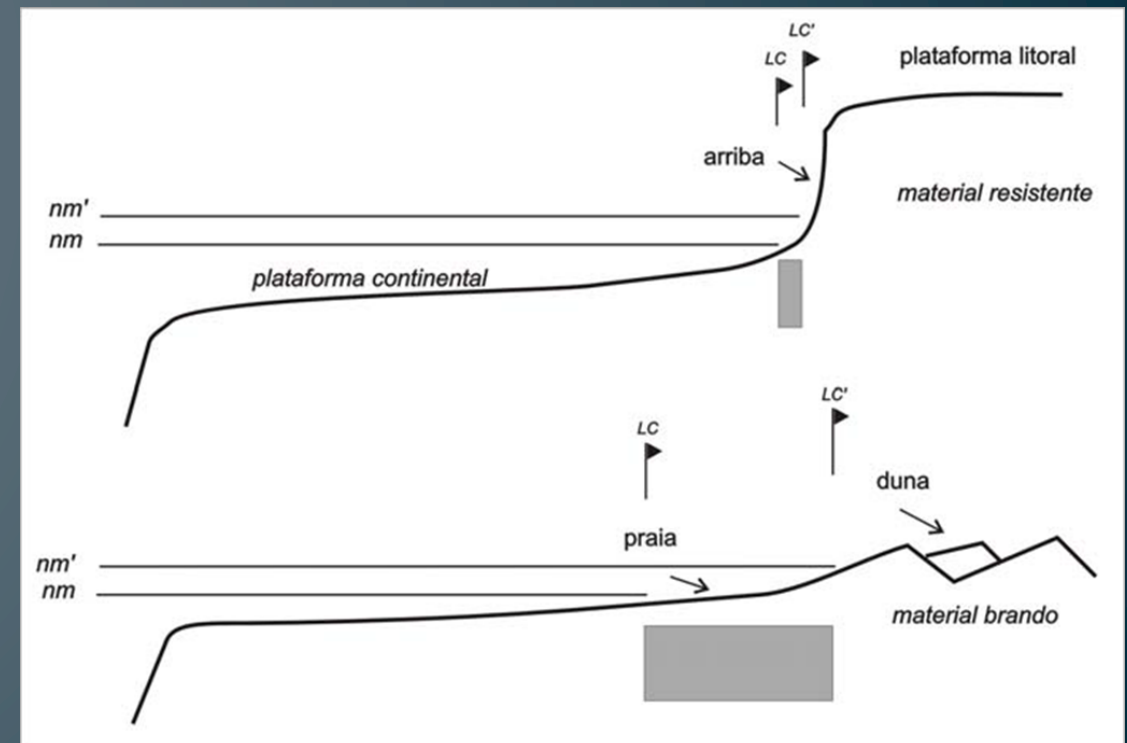 LC'
LC
plataforma litoral
arriba
material resistente
nm'
nm
plataforma continental
LC'
LC
duna
praia
nm'
nm
material brando